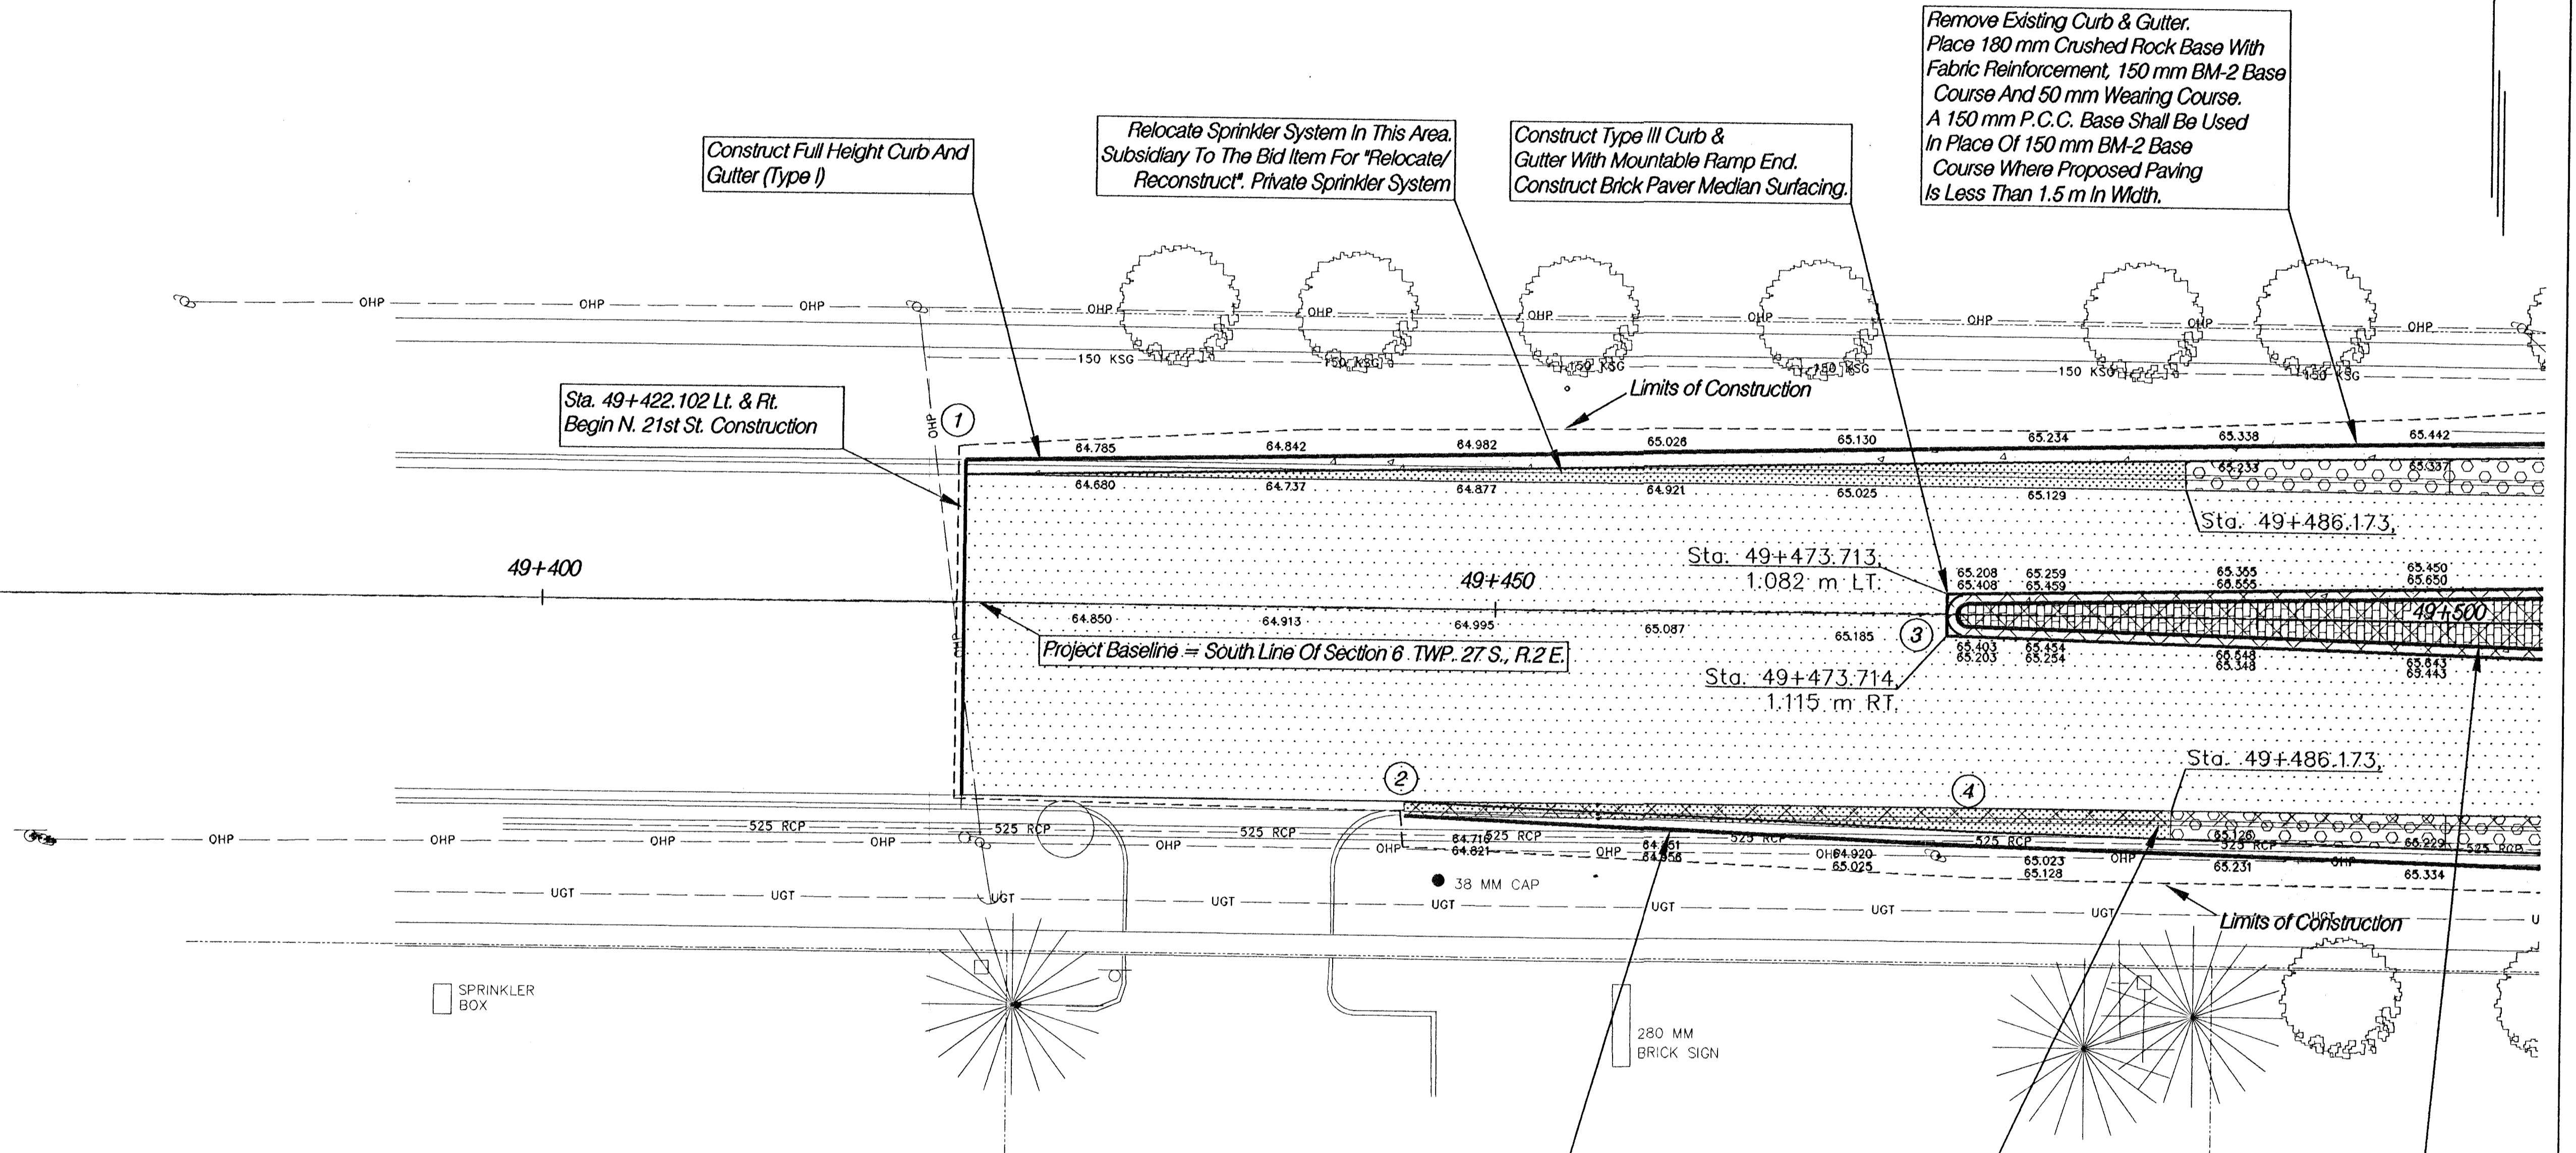 Remove Existing Curb & Gutter.
Place 180 mm Crushed Rock Base With
Fabric Reinforcement, 150 mm BM-2 Base
Course And 50 mm Wearing Course.
A 150 mm P.C.C. Base Shall Be Used
In Place Of 150 mm BM-2 Base
Course Where Proposed Paving
Is Less Than 1.5 m In Width.
Relocate Sprinkler System In This Area.
Subsidiary To The Bid Item For "Relocate/
Reconstruct". Private Sprinkler System
Construct Type III Curb &
Gutter With Mountable Ramp End.
Construct Brick Paver Median Surfacing.
Construct Full Height Curb And
Gutter (Type I)
OHP OHP OHP OHP OHP OHP OHP OHP OHP OHP
150 KSG 150 KSG 150 KSG 150 KSG 150 KSG 150 KSG
Limits of Construction
Sta. 49+422.102 Lt. & Rt.
Begin N. 21st St. Construction
OHP
1
64.785 64.842 64.982 65.026 65.130 65.234 65.338 65.442
65.233 65.337
64.680 64.737 64.877 64.921 65.025 65.129
Sta. 49+486.173,
49+400
49+450
Sta. 49+473.713,
1.082 m LT.
65.208 65.259 65.355 65.450
65.408 65.459 65.650
49+500
64.850 64.913 64.995 65.087 65.185
3
OHP
Project Baseline = South Line Of Section 6 TWP. 27 S., R.2 E.
65.403 65.454 65.548 65.643
65.203 65.254 65.348 65.443
Sta. 49+473.714,
1.115 m RT.
Sta. 49+486.173,
2
4
525 RCP 525 RCP 525 RCP 525 RCP 525 RCP 525 RCP 525 RCP 525 RCP
OHP OHP OHP OHP OHP OHP OHP OHP OHP OHP OHP
64.716 64.920 65.023 65.126 65.229
64.821 65.025 65.128 65.231 65.334
38 MM CAP
UGT UGT UGT UGT UGT UGT UGT UGT UGT
Limits of Construction
SPRINKLER
BOX
280 MM
BRICK SIGN